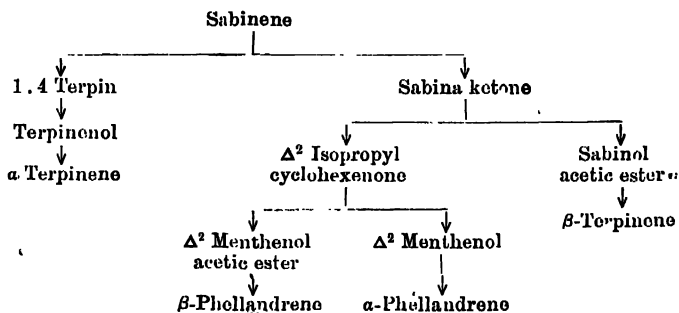 Sabinene
1.4 Terpin
Sabina ketone
Terpinenol
Δ² Isopropyl
cyclohexenone
Sabinol
acetic ester
α Terpinene
β-Terpinene
Δ² Menthenol
acetic ester
Δ² Menthenol
β-Phellandrene
α-Phellandrene